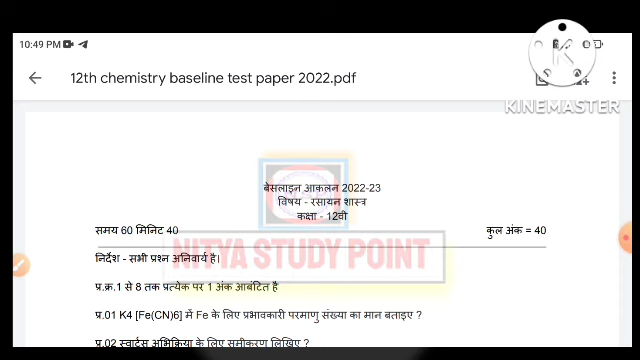 10:49 PM
KINEMASTER
12th chemistry baseline test paper 2022.pdf
बेसलाइन आकलन 2022-23
विषय - रसायन शास्त्र
कक्षा - 12वी
समय 60 मिनिट 40 कुल अंक = 40
NITYA STUDY POINT
निर्देश - सभी प्रश्न अनिवार्य है।
प्र.क्र.1 से 8 तक प्रत्येक पर 1 अंक आबंटित है
प्र.01 K4 [Fe(CN)6] में Fe के लिए प्रभावकारी परमाणु संख्या का मान बताइए ?
प्र.02 स्वार्ट्स अभिक्रिया के लिए समीकरण लिखिए ?